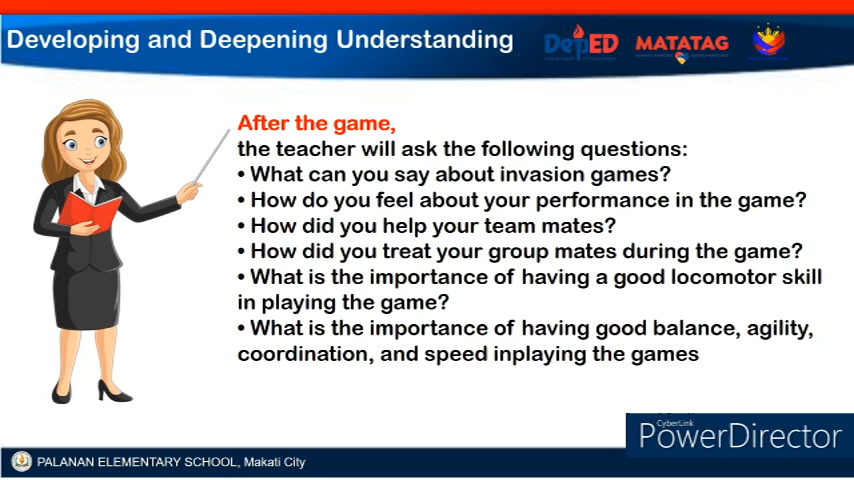 Developing and Deepening Understanding
DepED
MATATAG
After the game,
the teacher will ask the following questions:
• What can you say about invasion games?
• How do you feel about your performance in the game?
• How did you help your team mates?
• How did you treat your group mates during the game?
• What is the importance of having a good locomotor skill
in playing the game?
• What is the importance of having good balance, agility,
coordination, and speed inplaying the games
CyberLink
PowerDirector
PALANAN ELEMENTARY SCHOOL, Makati City